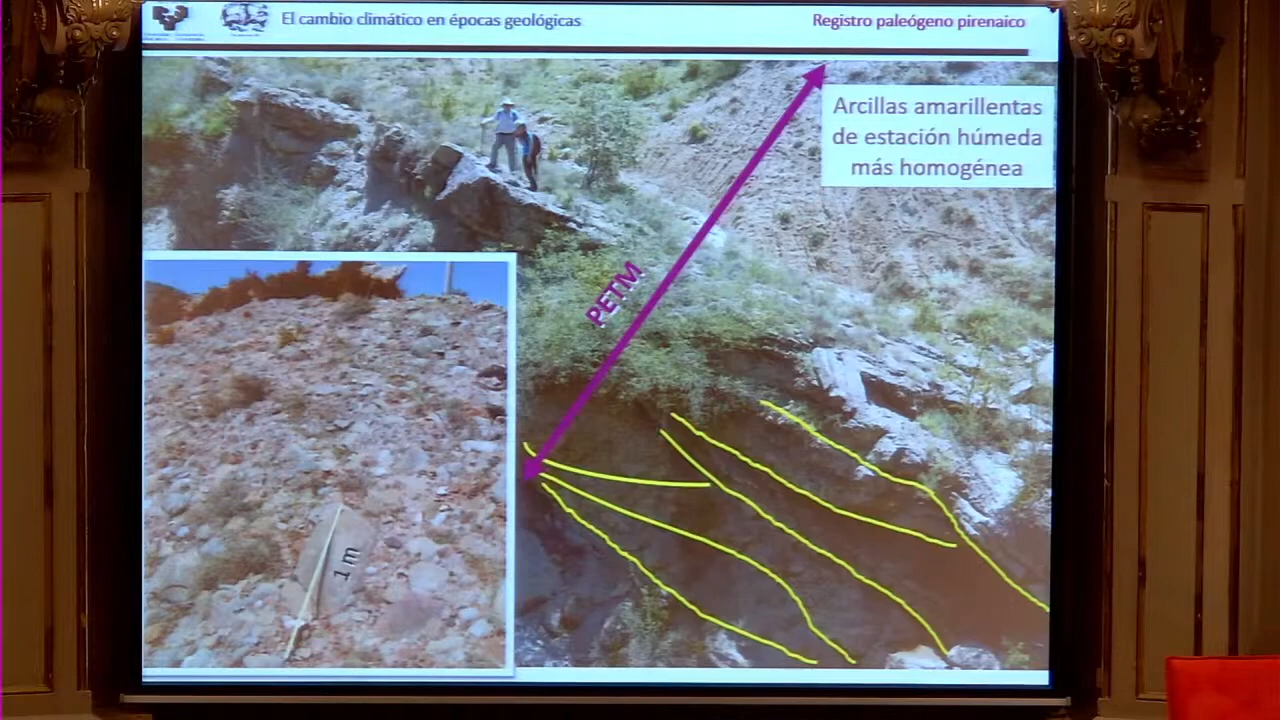 El cambio climático en épocas geológicas
Registro paleógeno pirenaico
Arcillas amarillentas
de estación húmeda
más homogénea
PETM
1 m